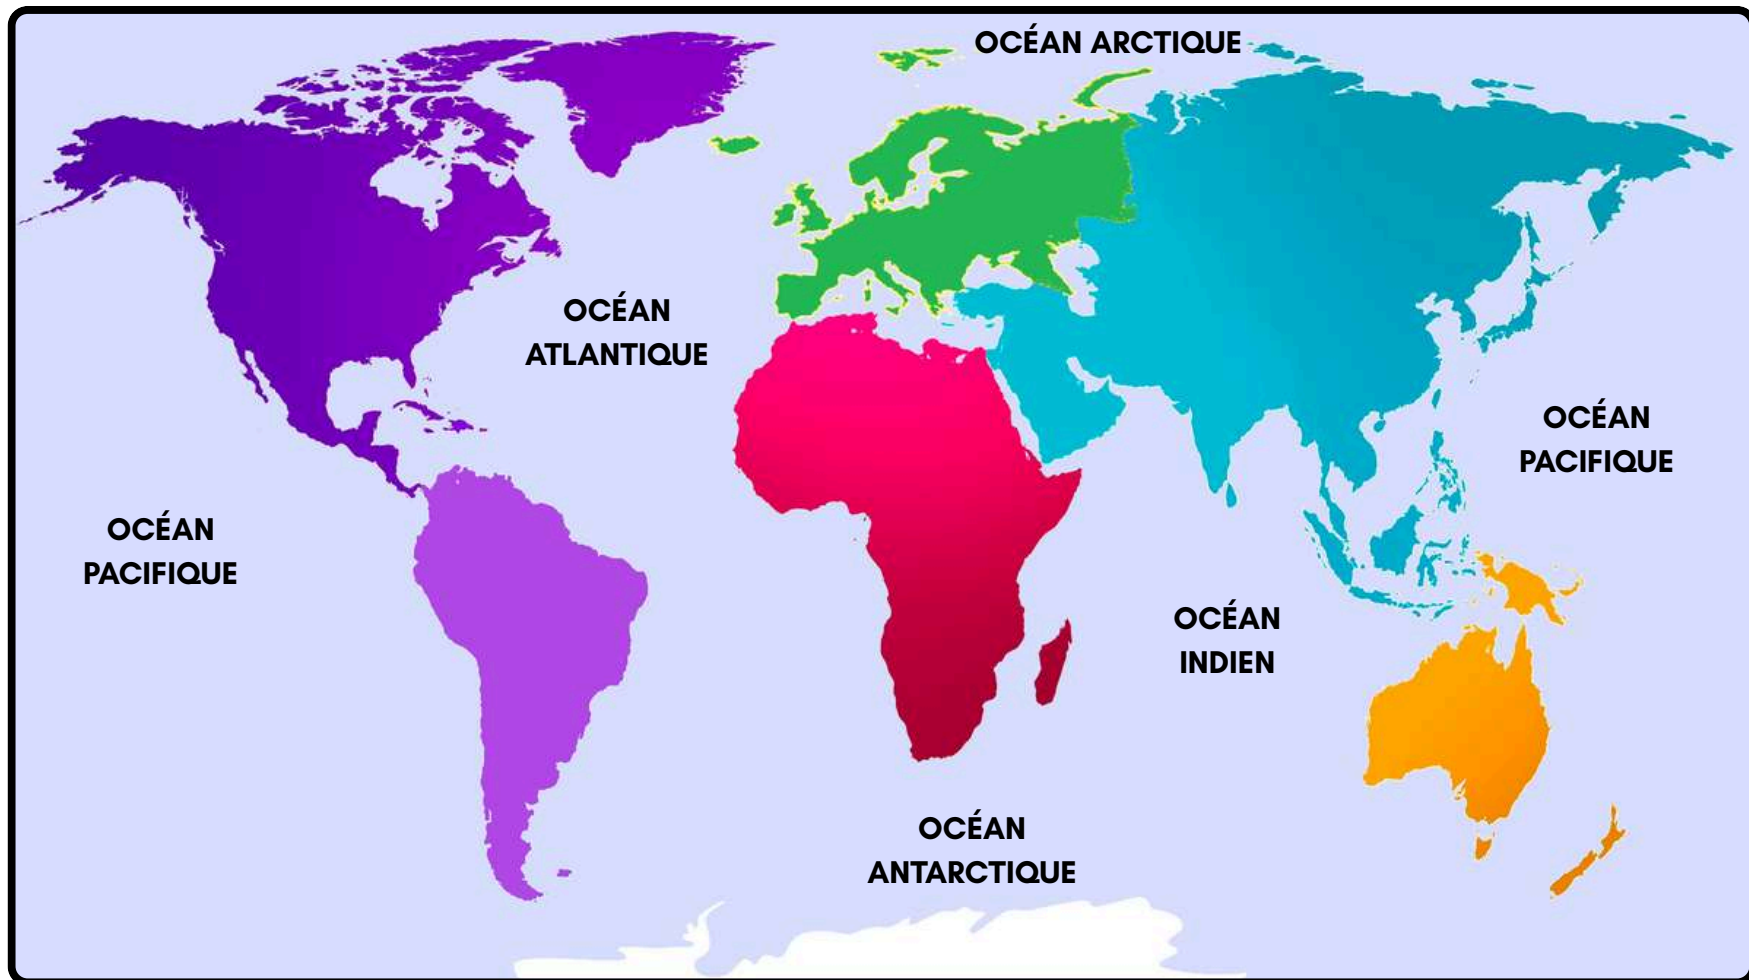 OCÉAN ARCTIQUE
OCÉAN
ATLANTIQUE
OCÉAN
PACIFIQUE
OCÉAN
PACIFIQUE
OCÉAN
INDIEN
OCÉAN
ANTARCTIQUE